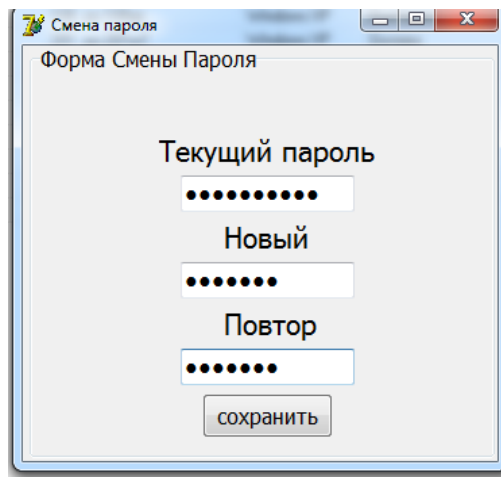 Смена пароля
Форма Смены Пароля
Текущий пароль
••••••••••
Новый
•••••••
Повтор
•••••••
сохранить